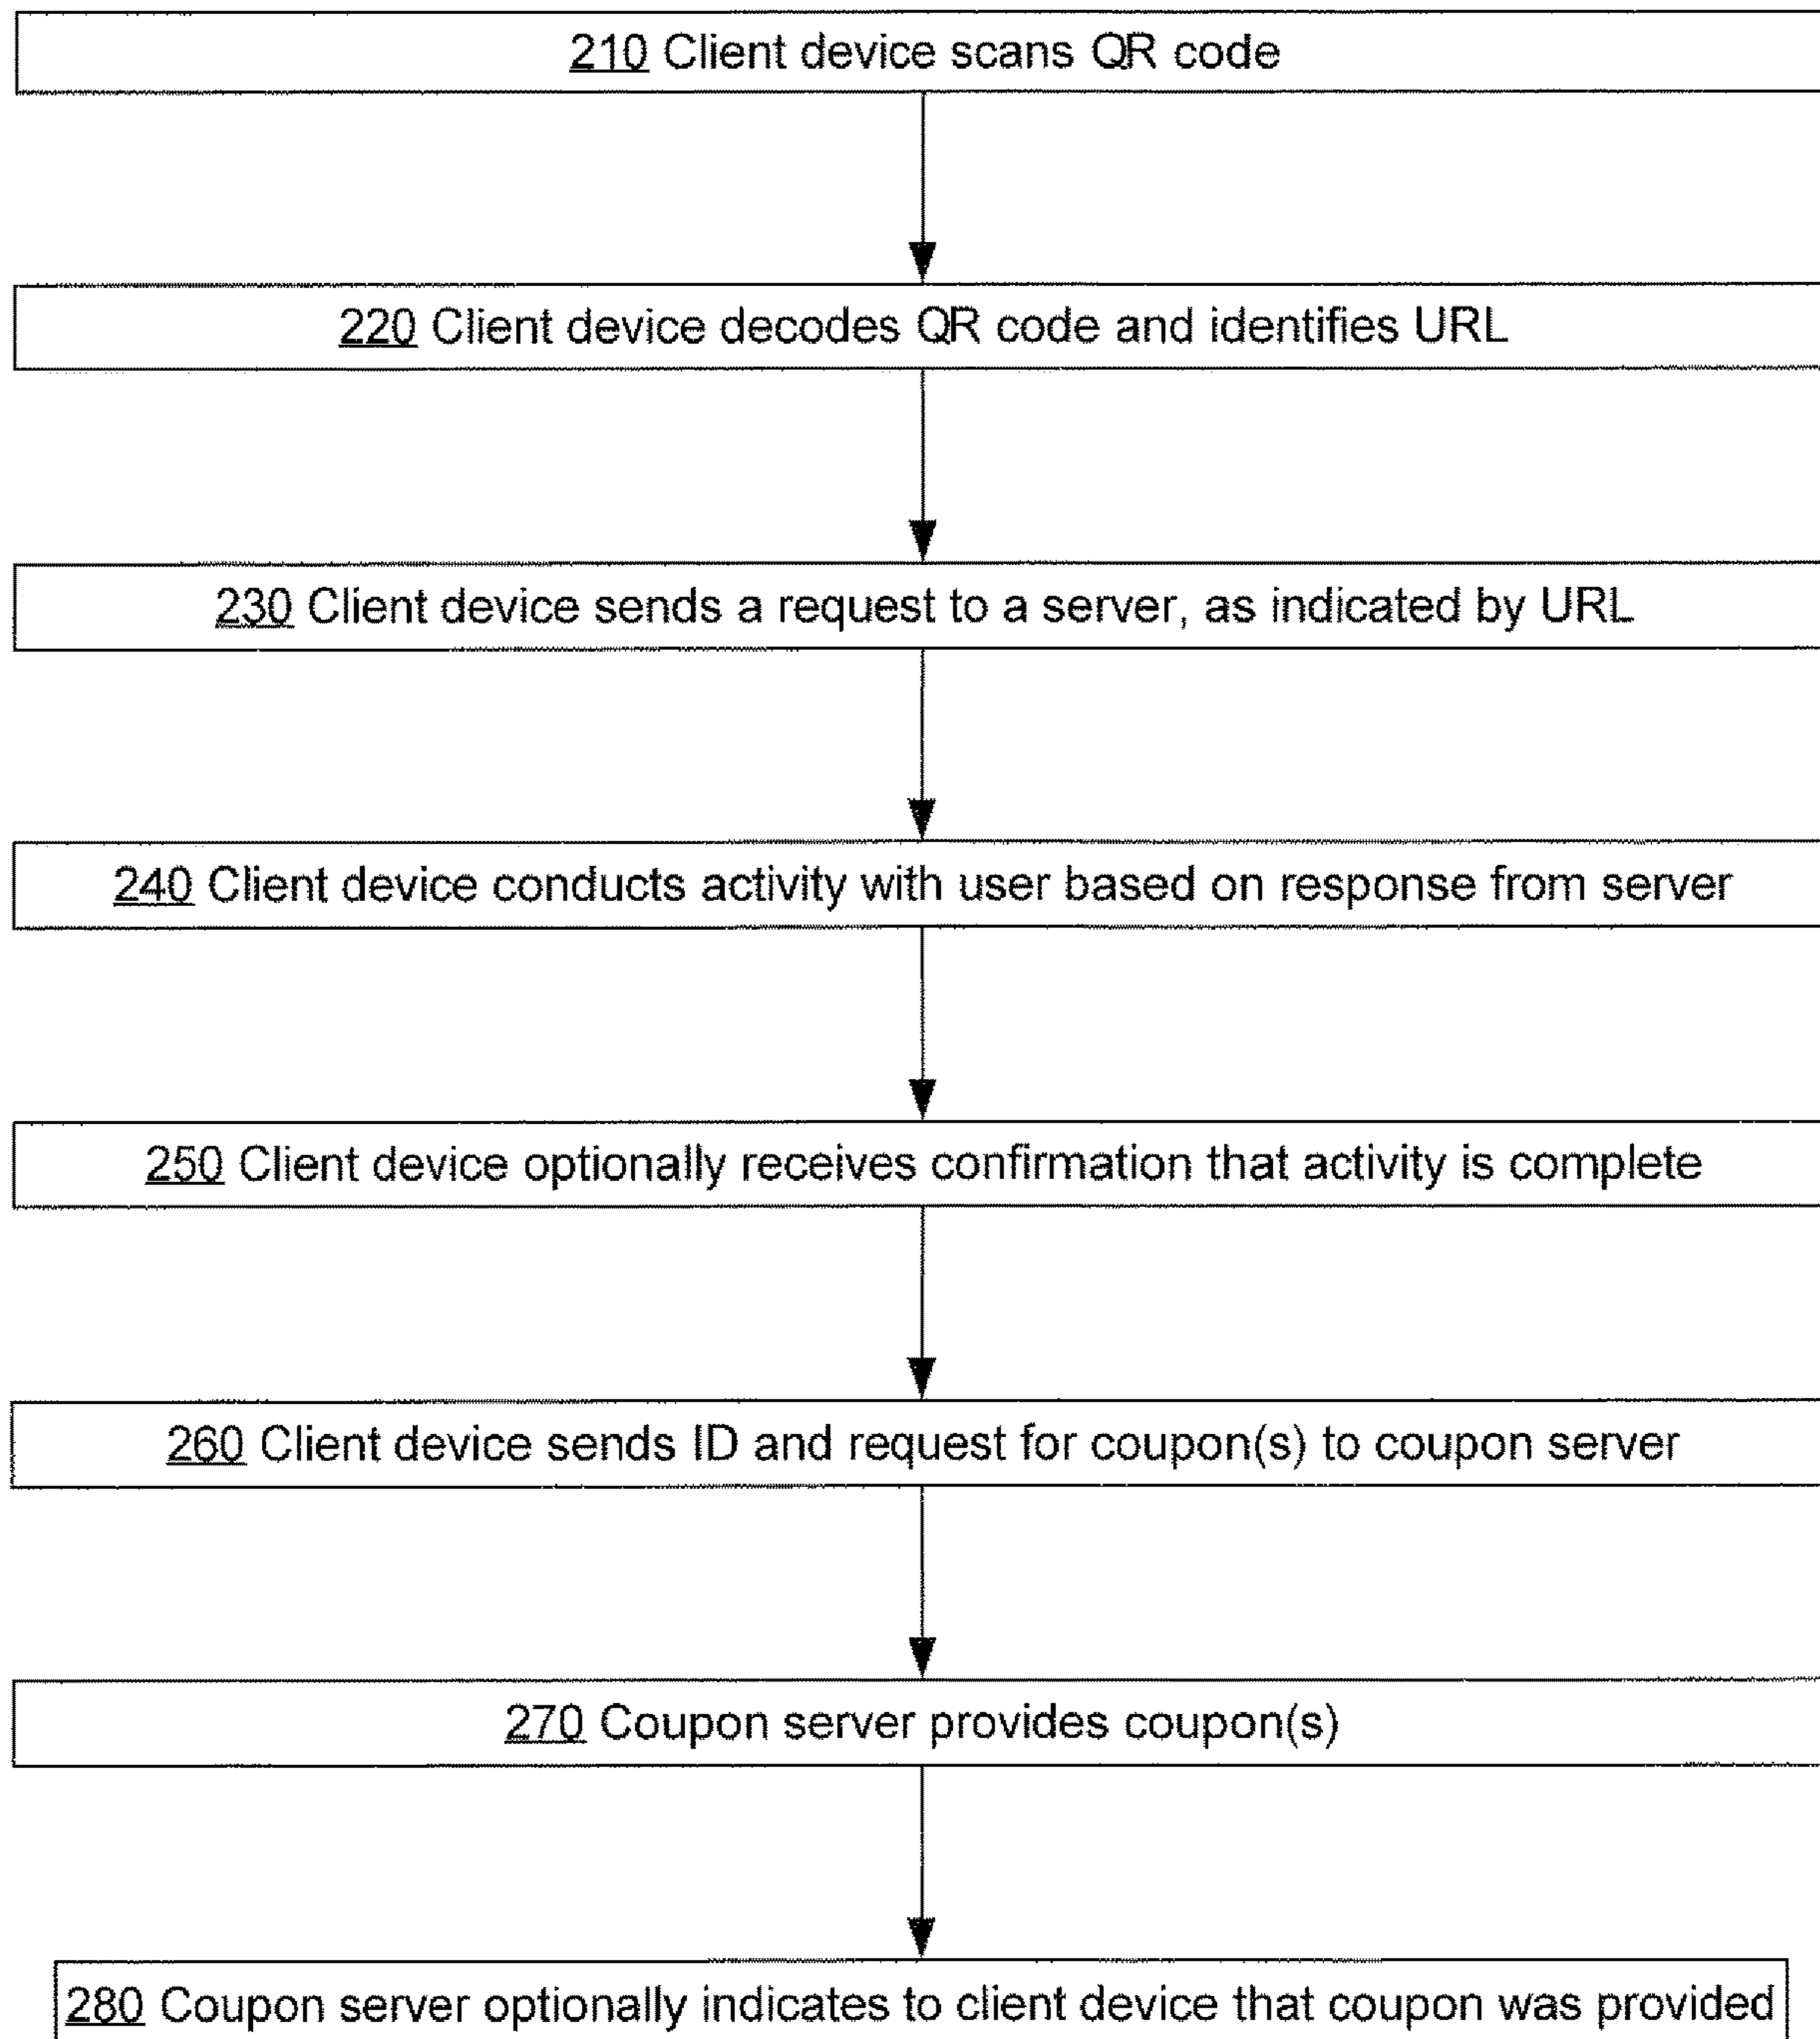 210 Client device scans QR code
220 Client device decodes QR code and identifies URL
230 Client device sends a request to a server, as indicated by URL
240 Client device conducts activity with user based on response from server
250 Client device optionally receives confirmation that activity is complete
260 Client device sends ID and request for coupon(s) to coupon server
270 Coupon server provides coupon(s)
280 Coupon server optionally indicates to client device that coupon was provided